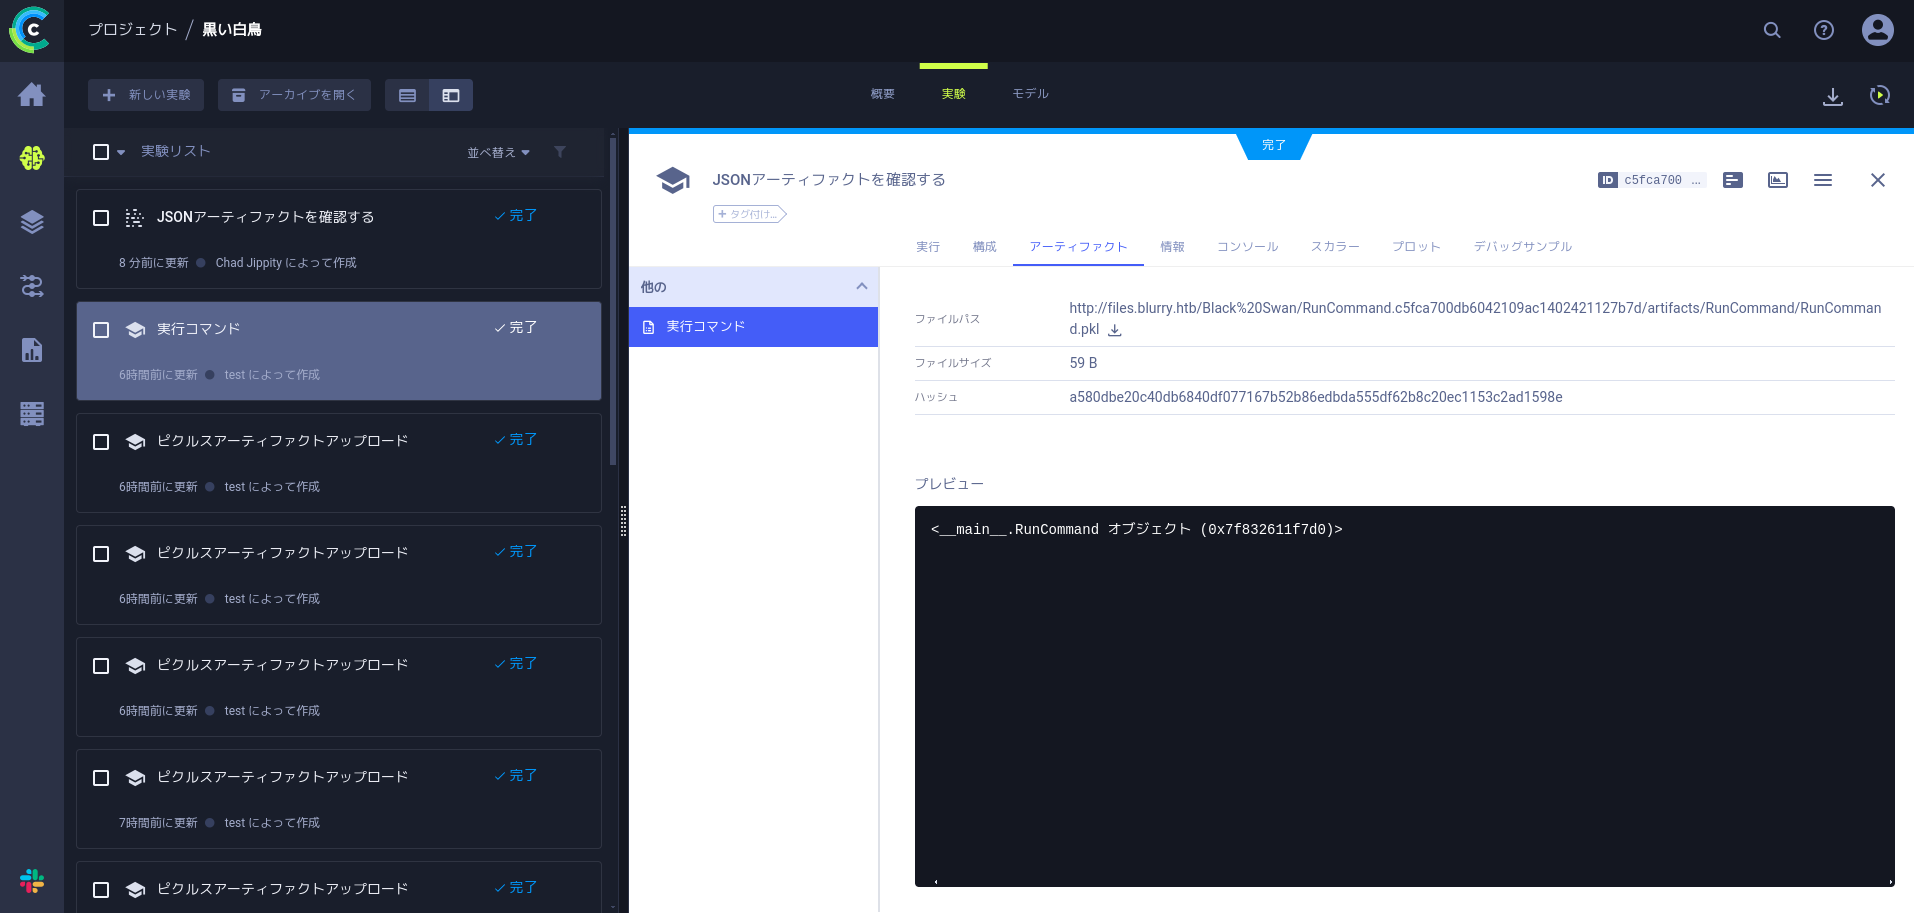 プロジェクト / 黒い白鳥
新しい実験 アーカイブを開く
概要 実験 モデル
実験リスト 並べ替え
JSONアーティファクトを確認する 完了
8 分前に更新 Chad Jippity によって作成
実行コマンド 完了
6時間前に更新 test によって作成
ピクルスアーティファクトアップロード 完了
6時間前に更新 test によって作成
ピクルスアーティファクトアップロード 完了
6時間前に更新 test によって作成
ピクルスアーティファクトアップロード 完了
6時間前に更新 test によって作成
ピクルスアーティファクトアップロード 完了
7時間前に更新 test によって作成
ピクルスアーティファクトアップロード 完了
完了
JSONアーティファクトを確認する
ID c5fca700 ...
+ タグ付け...
実行 構成 アーティファクト 情報 コンソール スカラー プロット デバッグサンプル
他の
実行コマンド
ファイルパス
http://files.blurry.htb/Black%20Swan/RunCommand.c5fca700db6042109ac1402421127b7d/artifacts/RunCommand/RunComman
d.pkl
ファイルサイズ 59 B
ハッシュ a580dbe20c40db6840df077167b52b86edbda555df62b8c20ec1153c2ad1598e
プレビュー
<__main__.RunCommand オブジェクト (0x7f832611f7d0)>